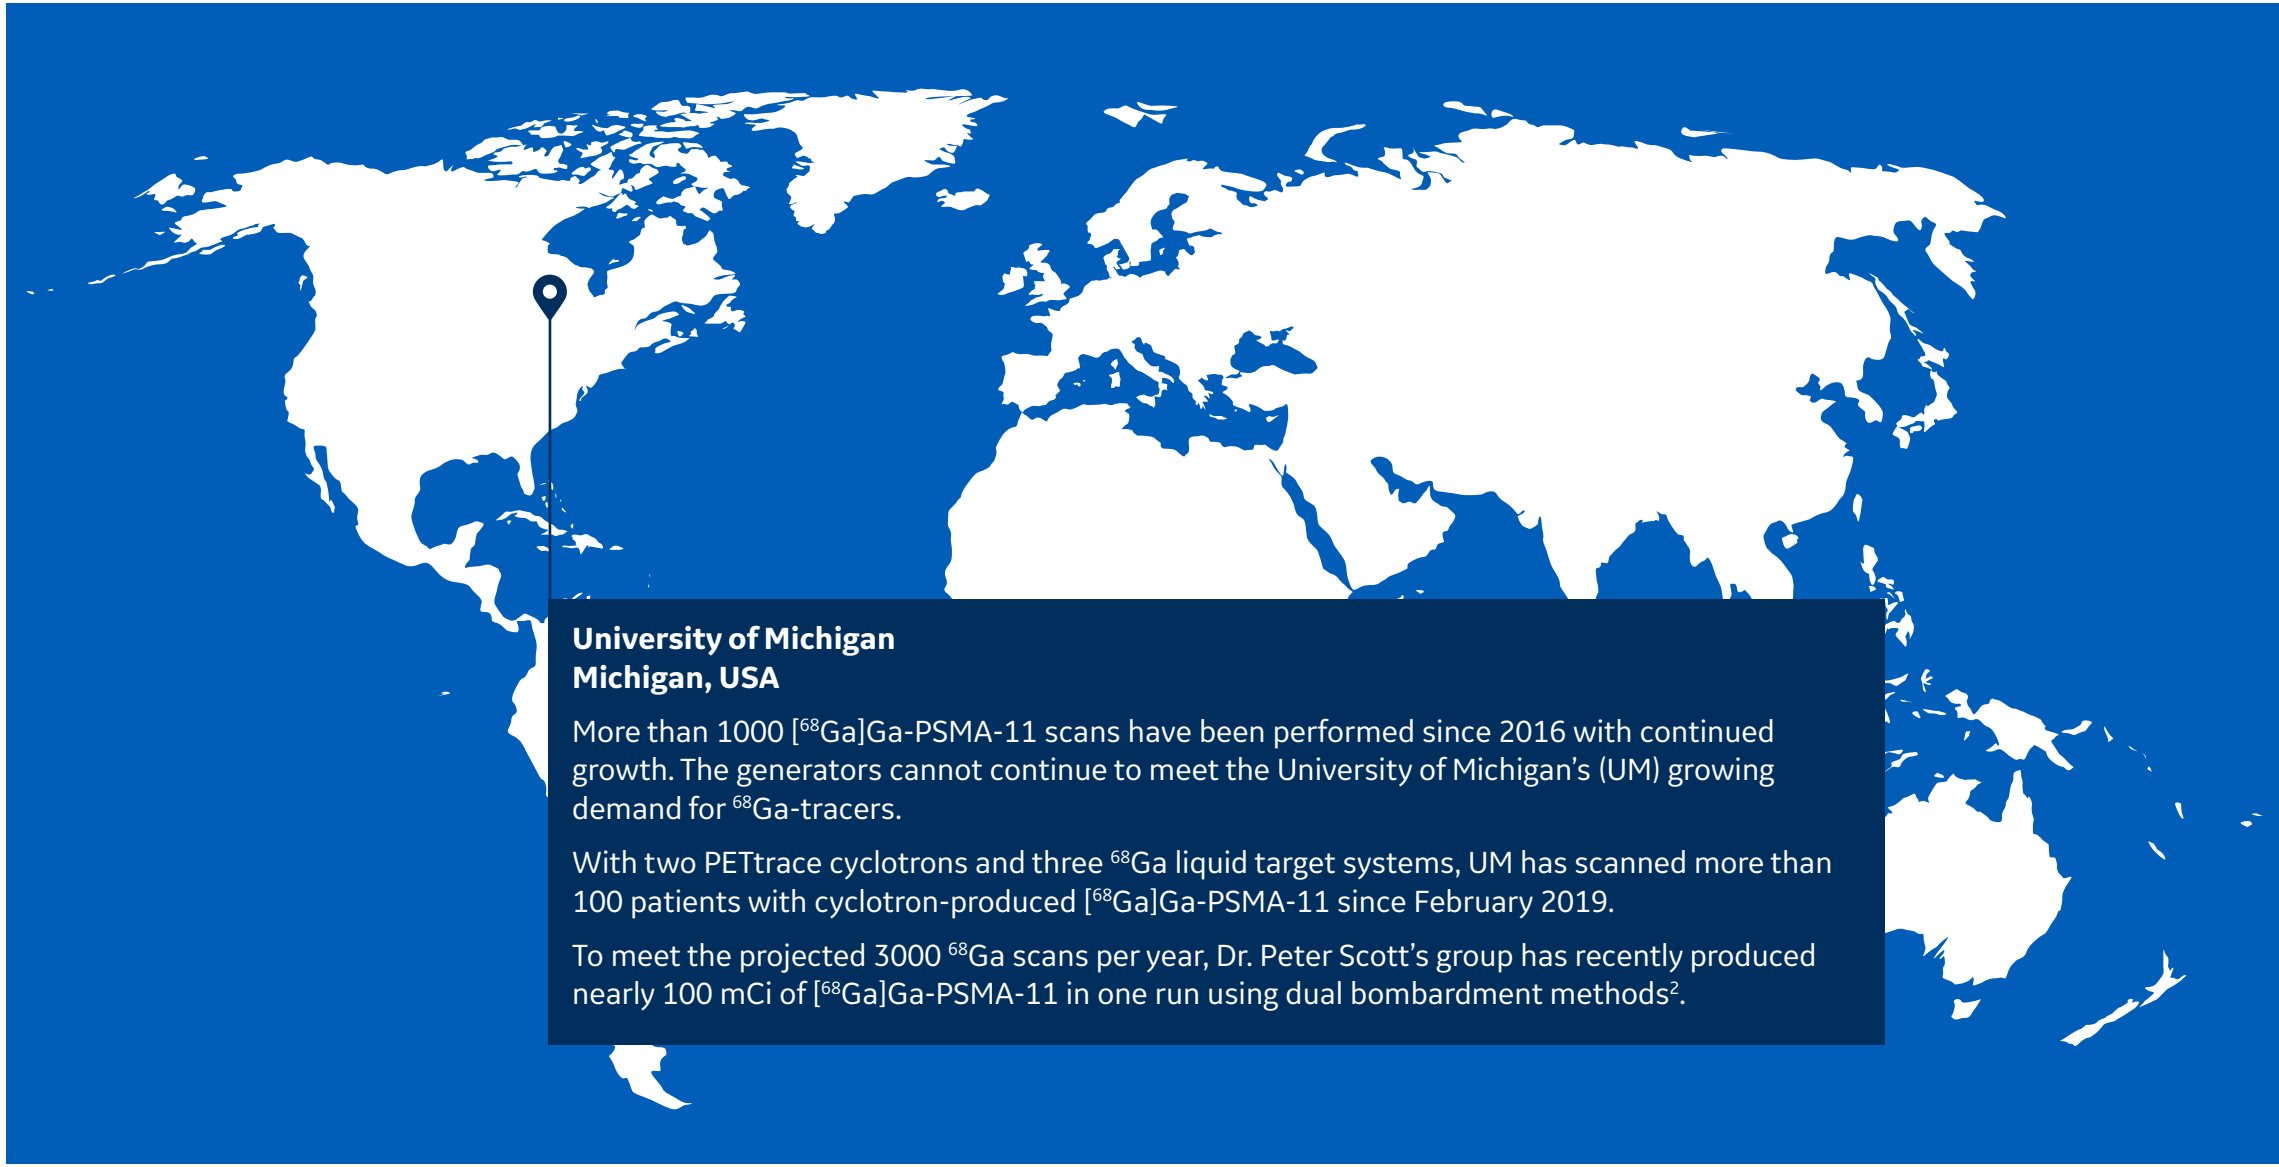 University of Michigan
Michigan, USA
More than 1000 [⁶⁸Ga]Ga-PSMA-11 scans have been performed since 2016 with continued
growth. The generators cannot continue to meet the University of Michigan’s (UM) growing
demand for ⁶⁸Ga-tracers.
With two PETtrace cyclotrons and three ⁶⁸Ga liquid target systems, UM has scanned more than
100 patients with cyclotron-produced [⁶⁸Ga]Ga-PSMA-11 since February 2019.
To meet the projected 3000 ⁶⁸Ga scans per year, Dr. Peter Scott’s group has recently produced
nearly 100 mCi of [⁶⁸Ga]Ga-PSMA-11 in one run using dual bombardment methods².